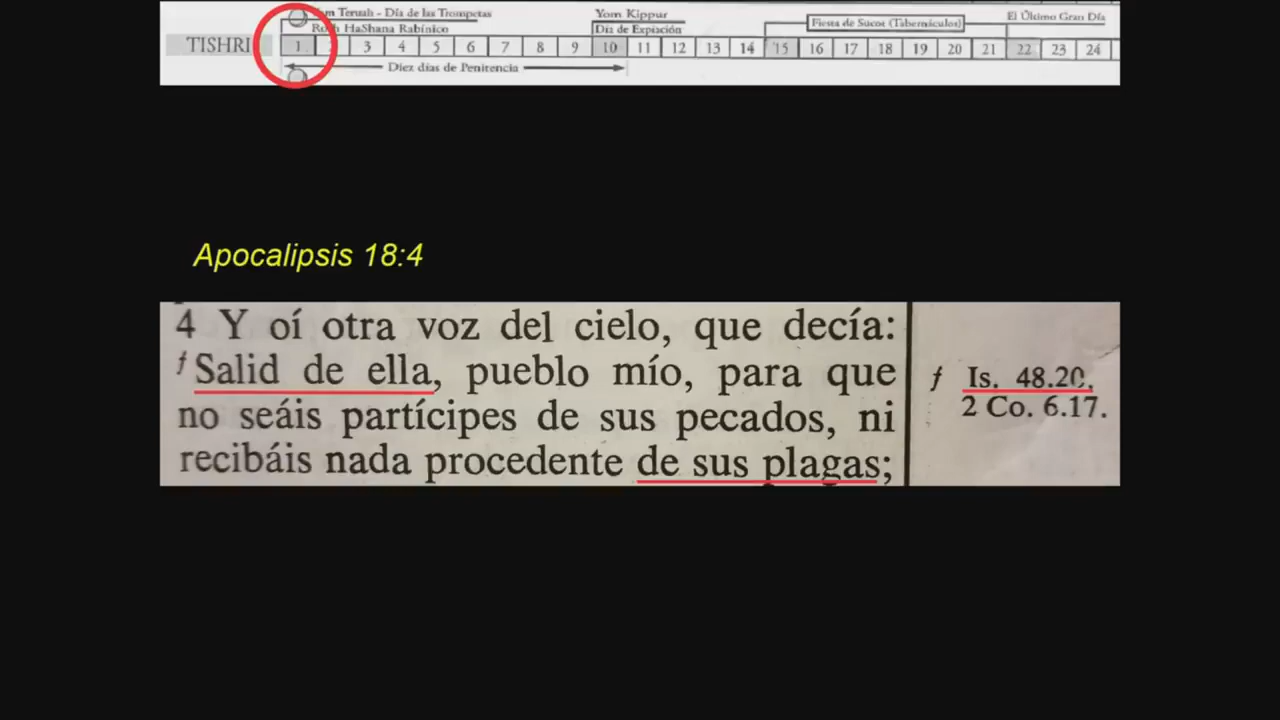 Teruah - Día de las Trompetas
HaShana Rabínico
Yom Kippur
Día de Expiación
Fiesta de Sucot (Tabernáculos)
El Último Gran Día
TISHRI 1 2 3 4 5 6 7 8 9 10 11 12 13 14 15 16 17 18 19 20 21 22 23 24
Diez días de Penitencia
Apocalipsis 18:4
4 Y oí otra voz del cielo, que decía:
f Salid de ella, pueblo mío, para que
no seáis partícipes de sus pecados, ni
recibáis nada procedente de sus plagas;
f Is. 48.20.
2 Co. 6.17.